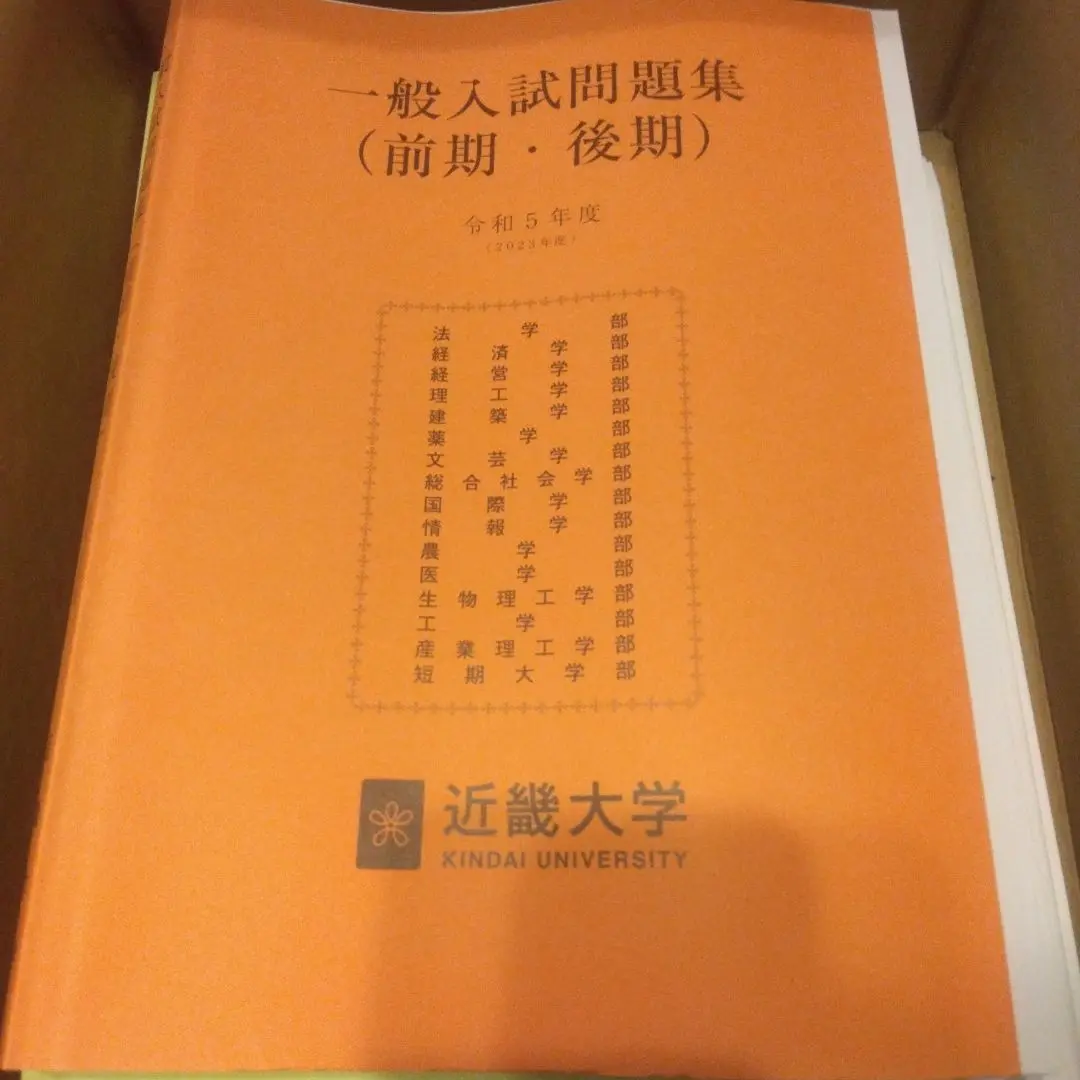 一般入試問題集
（前期・後期）
令和5年度
（2023年度）
法学部
経済学部
経営学部
理工学部
建築学部
薬学部
文芸学部
総合社会学部
国際学部
情報学部
農学部
医学部
生物理工学部
工学部
産業理工学部
短期大学部
近畿大学
KINDAI UNIVERSITY